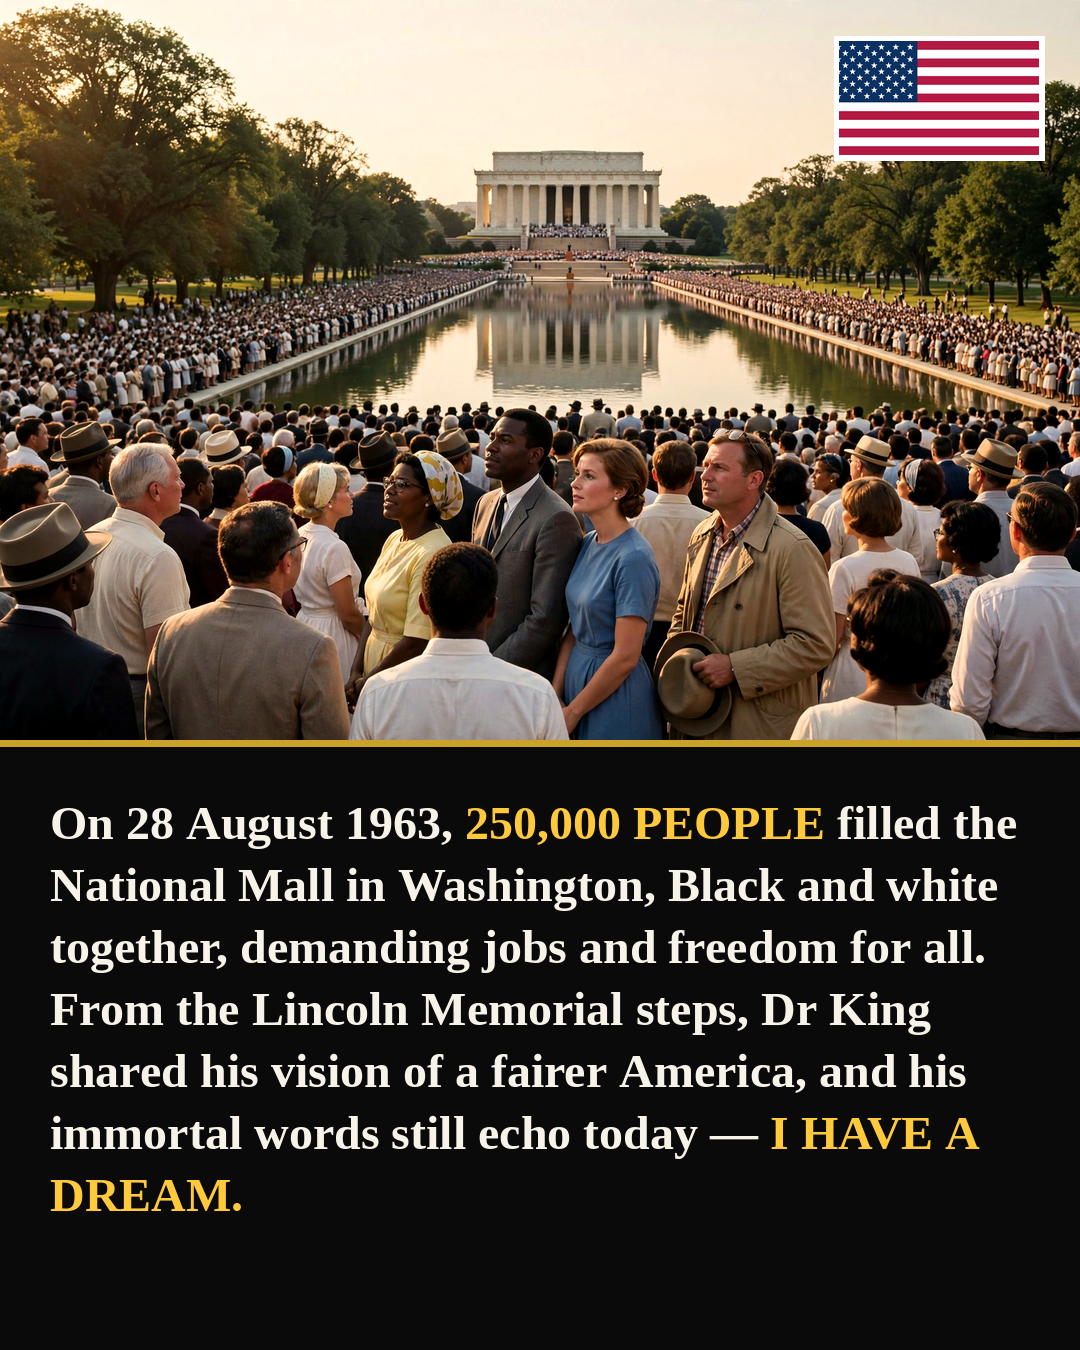 On 28 August 1963, 250,000 PEOPLE filled the
National Mall in Washington, Black and white
together, demanding jobs and freedom for all.
From the Lincoln Memorial steps, Dr King
shared his vision of a fairer America, and his
immortal words still echo today — I HAVE A
DREAM.